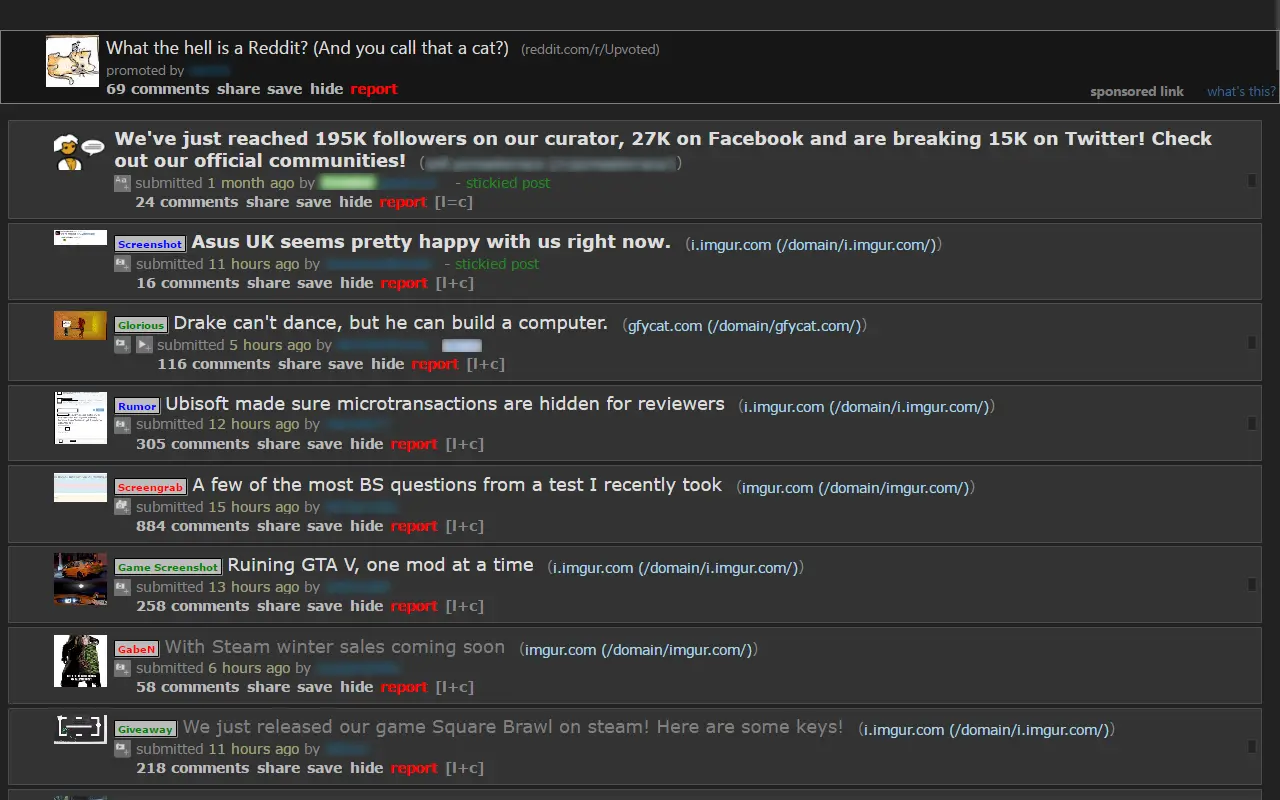 What the hell is a Reddit? (And you call that a cat?) (reddit.com/r/Upvoted)
promoted by
69 comments share save hide report
sponsored link what's this?
We've just reached 195K followers on our curator, 27K on Facebook and are breaking 15K on Twitter! Check
out our official communities! ( )
Aa submitted 1 month ago by - stickied post
24 comments share save hide report [l=c]
Screenshot Asus UK seems pretty happy with us right now. (i.imgur.com (/domain/i.imgur.com/))
submitted 11 hours ago by - stickied post
16 comments share save hide report [l+c]
Glorious Drake can't dance, but he can build a computer. (gfycat.com (/domain/gfycat.com/))
submitted 5 hours ago by
116 comments share save hide report [l+c]
Rumor Ubisoft made sure microtransactions are hidden for reviewers (i.imgur.com (/domain/i.imgur.com/))
submitted 12 hours ago by
305 comments share save hide report [l+c]
Screengrab A few of the most BS questions from a test I recently took (imgur.com (/domain/imgur.com/))
submitted 15 hours ago by
884 comments share save hide report [l+c]
Game Screenshot Ruining GTA V, one mod at a time (i.imgur.com (/domain/i.imgur.com/))
submitted 13 hours ago by
258 comments share save hide report [l+c]
GabeN With Steam winter sales coming soon (imgur.com (/domain/imgur.com/))
submitted 6 hours ago by
58 comments share save hide report [l+c]
Giveaway We just released our game Square Brawl on steam! Here are some keys! (i.imgur.com (/domain/i.imgur.com/))
submitted 11 hours ago by
218 comments share save hide report [l+c]